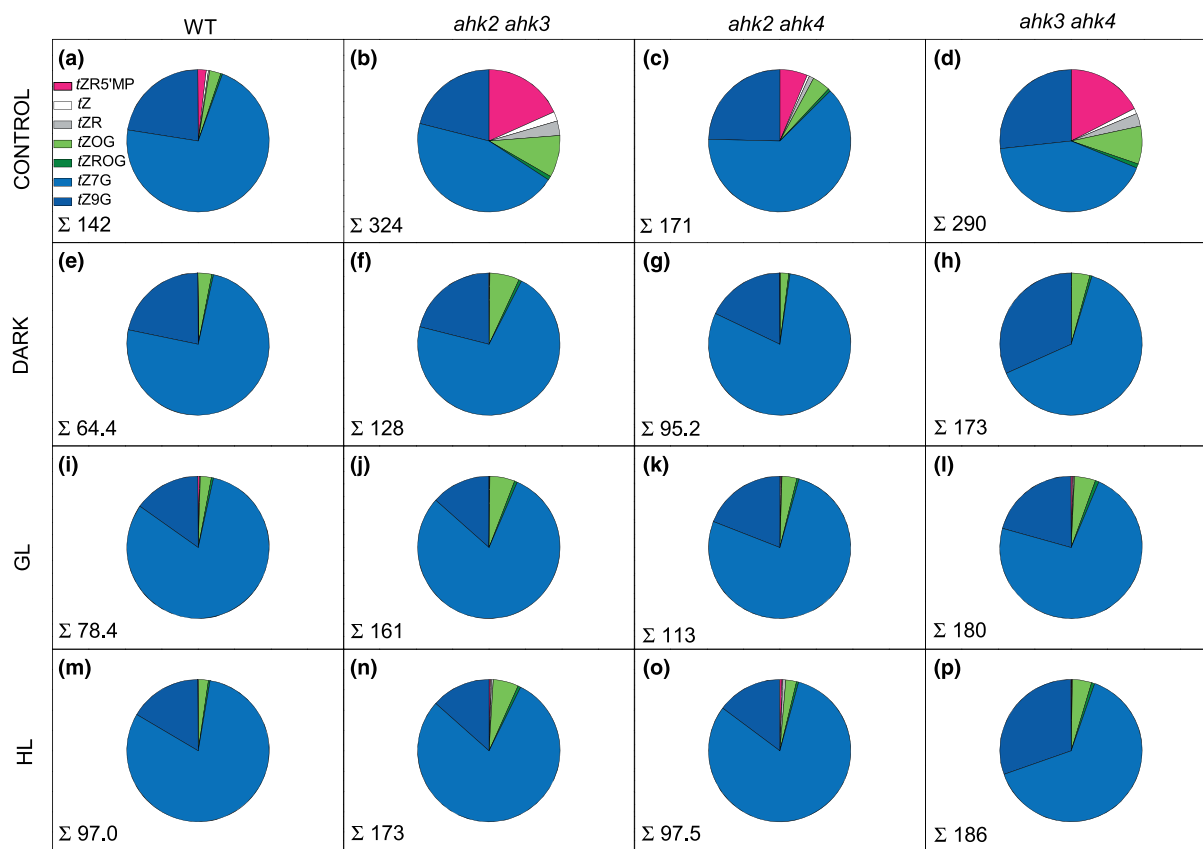 WT ahk2 ahk3 ahk2 ahk4 ahk3 ahk4
CONTROL
(a) (b) (c) (d)
tZR5'MP
tZ
tZR
tZOG
tZROG
tZ7G
tZ9G
Σ 142 Σ 324 Σ 171 Σ 290
DARK
(e) (f) (g) (h)
Σ 64.4 Σ 128 Σ 95.2 Σ 173
GL
(i) (j) (k) (l)
Σ 78.4 Σ 161 Σ 113 Σ 180
HL
(m) (n) (o) (p)
Σ 97.0 Σ 173 Σ 97.5 Σ 186